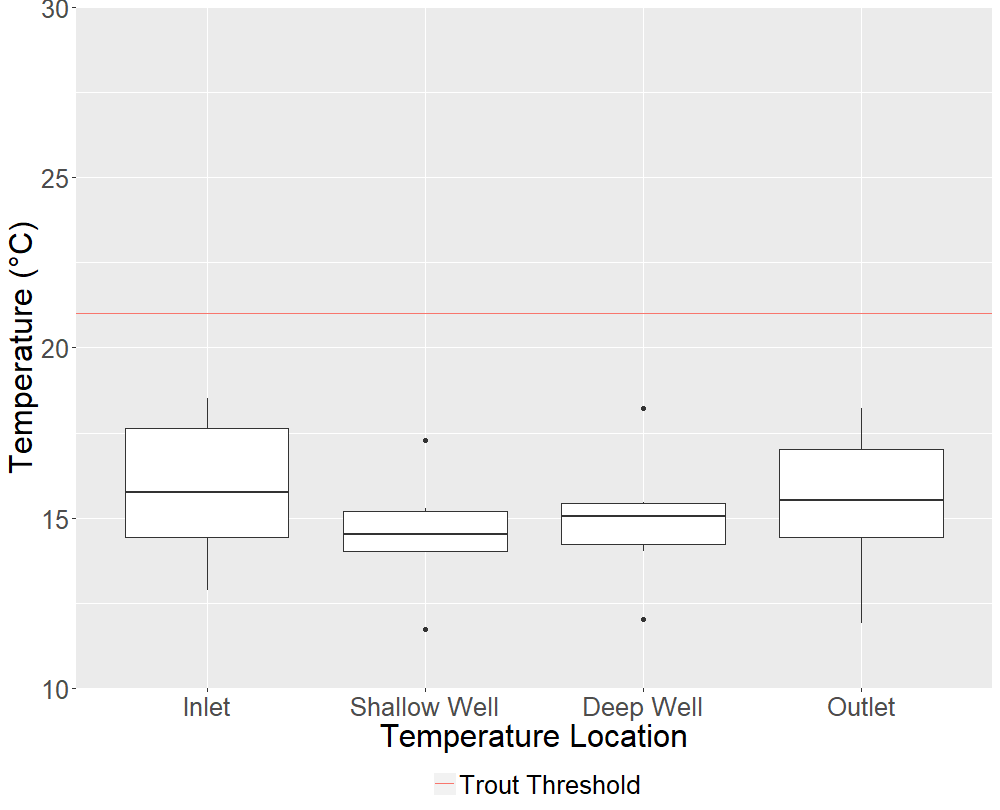 30
25
20
15
10
Temperature (°C)
Inlet Shallow Well Deep Well Outlet
Temperature Location
Trout Threshold